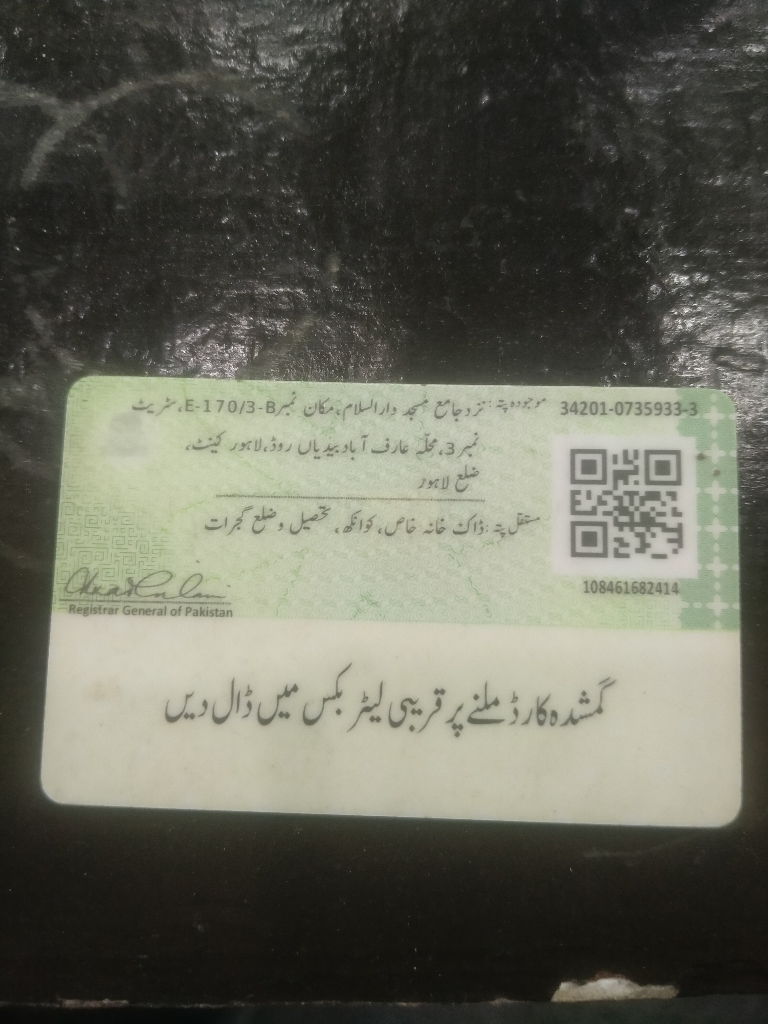 34201-0735933-3
موجودہ پتہ: نزد جامع مسجد دارالسلام، مکان نمبر E-170/3-B، سٹریٹ
نمبر 3، محلّہ عارف آباد بیدیاں روڈ، لاہور کینٹ،
ضلع لاہور
مستقل پتہ: ڈاک خانہ خاص، کوانکھ، تحصیل و ضلع گجرات
108461682414
Registrar General of Pakistan
گمشدہ کارڈ ملنے پر قریبی لیٹر بکس میں ڈال دیں